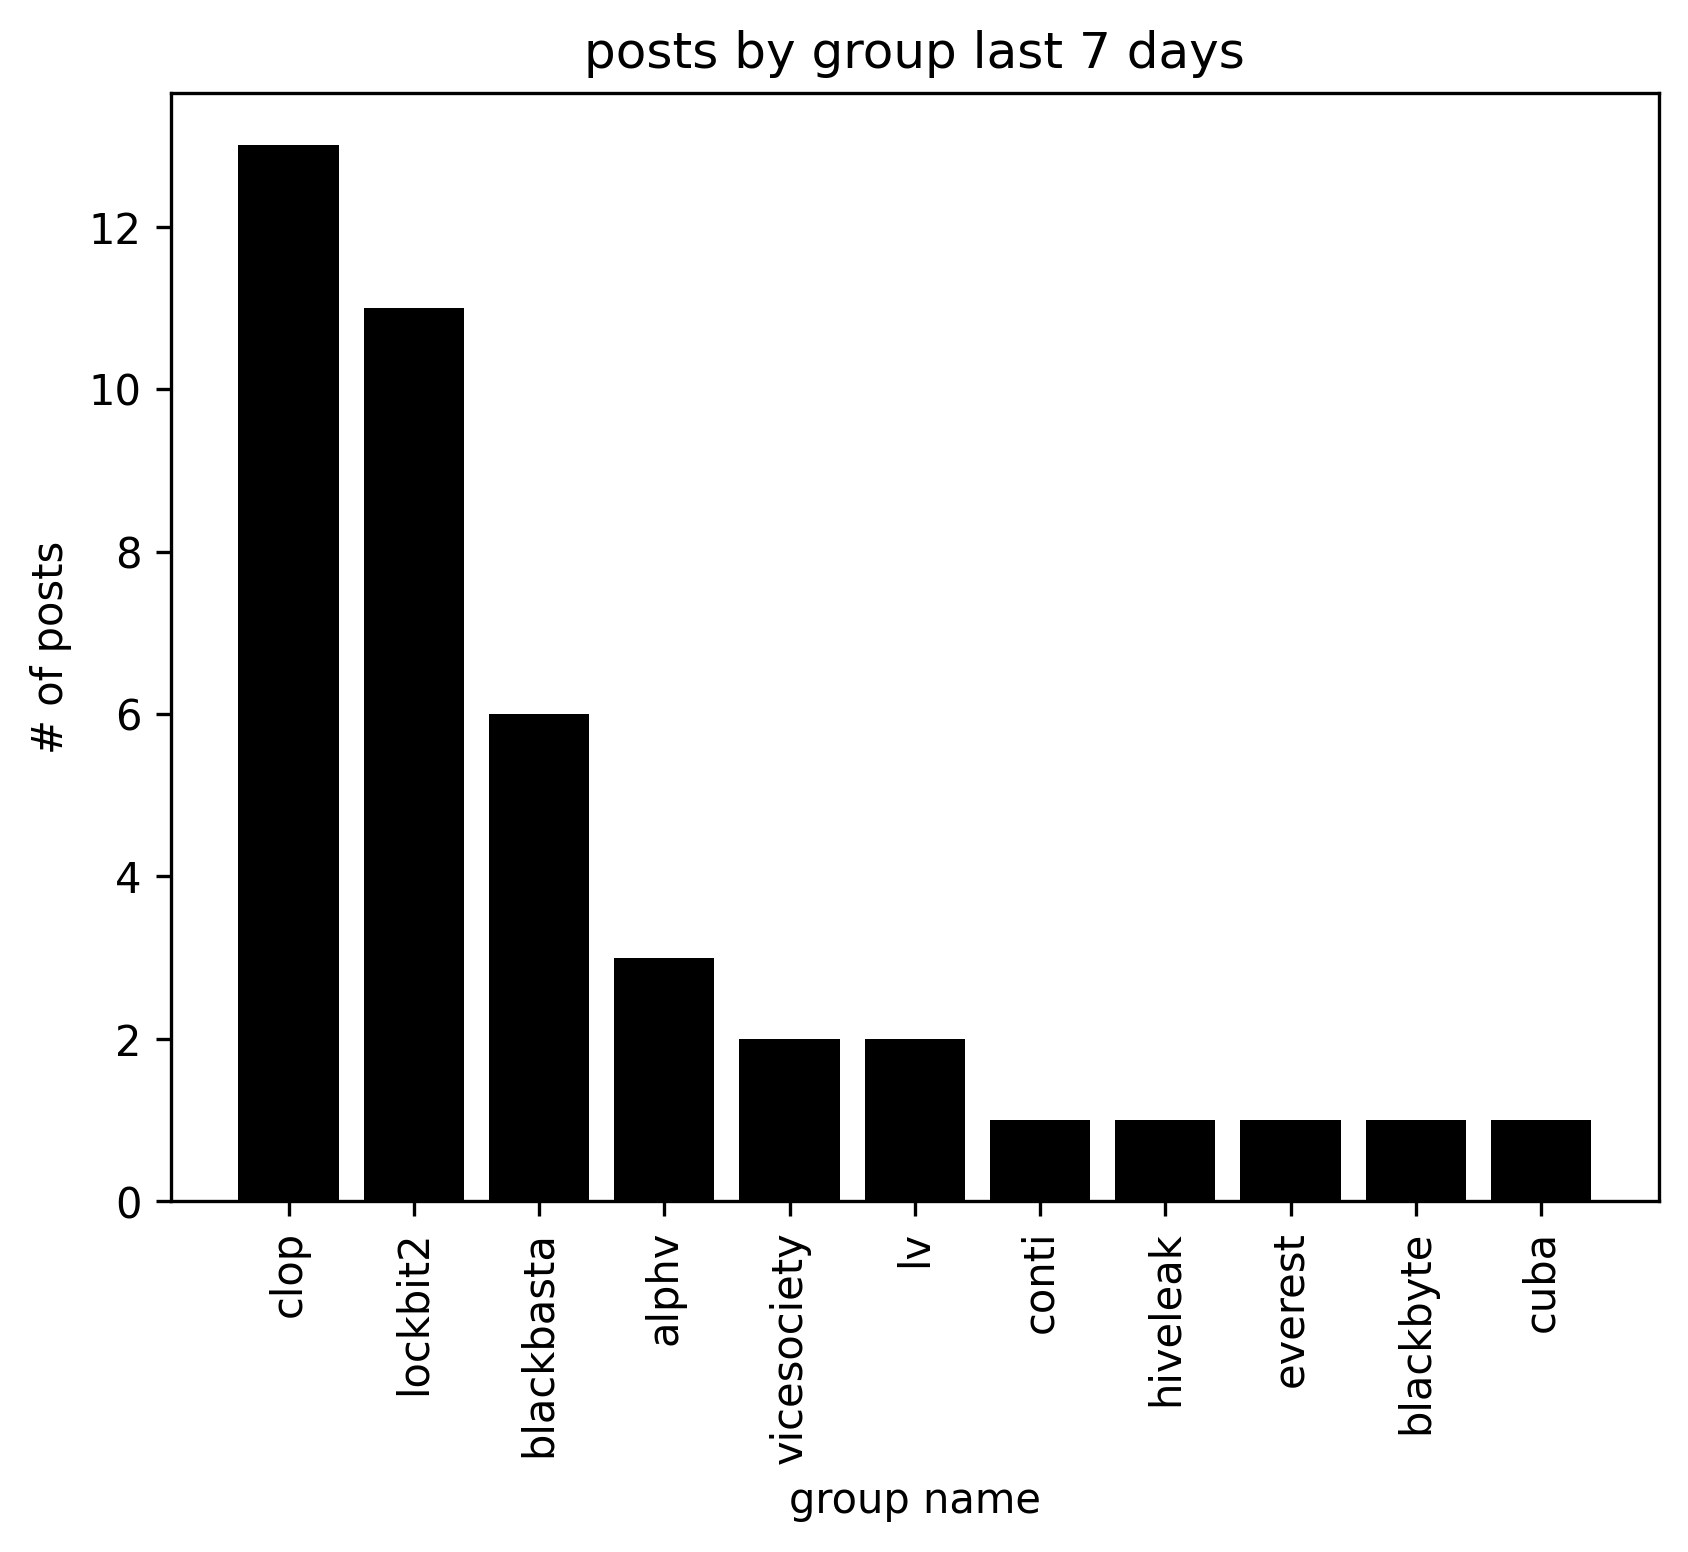 posts by group last 7 days
# of posts
12
10
8
6
4
2
0
clop
lockbit2
blackbasta
alphv
vicesociety
lv
conti
hiveleak
everest
blackbyte
cuba
group name